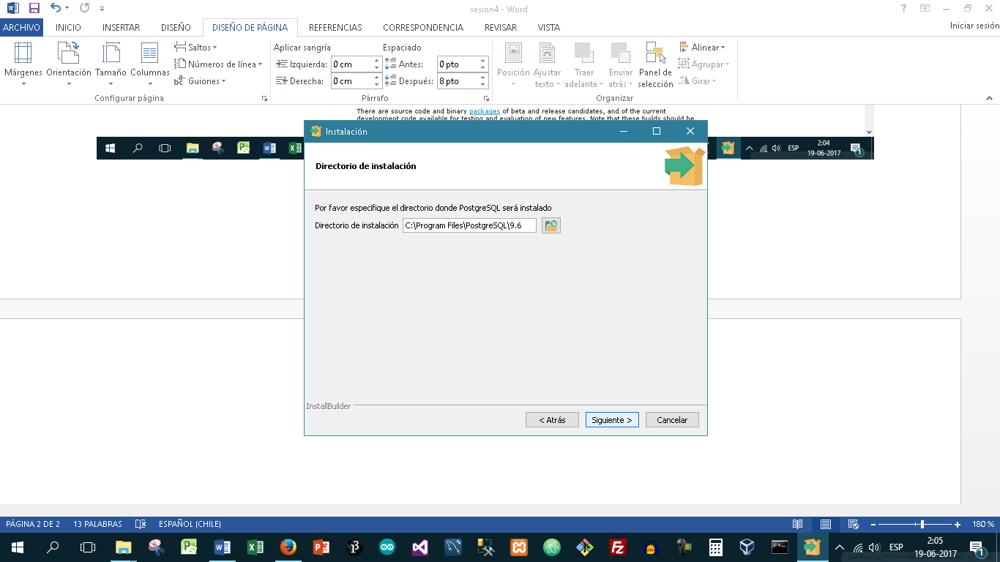 sesion4 - Word
ARCHIVO INICIO INSERTAR DISEÑO DISEÑO DE PÁGINA REFERENCIAS CORRESPONDENCIA REVISAR VISTA Iniciar sesión
Márgenes Orientación Tamaño Columnas
Saltos
Números de línea
Guiones
Configurar página
Aplicar sangría Espaciado
Izquierda: 0 cm Antes: 0 pto
Derecha: 0 cm Después: 8 pto
Párrafo
Posición Ajustar texto Traer adelante Enviar atrás Panel de selección
Alinear
Agrupar
Girar
Organizar
There are source code and binary packages of beta and release candidates, and of the current
development code available for testing and evaluation of new features. Note that these builds should be
ESP 2:04
19-06-2017
1
Instalación
Directorio de instalación
Por favor especifique el directorio donde PostgreSQL será instalado
Directorio de instalación C:\Program Files\PostgreSQL\9.6
InstallBuilder
< Atrás Siguiente > Cancelar
PÁGINA 2 DE 2 13 PALABRAS ESPAÑOL (CHILE) 180 %
ESP 2:05
19-06-2017
1